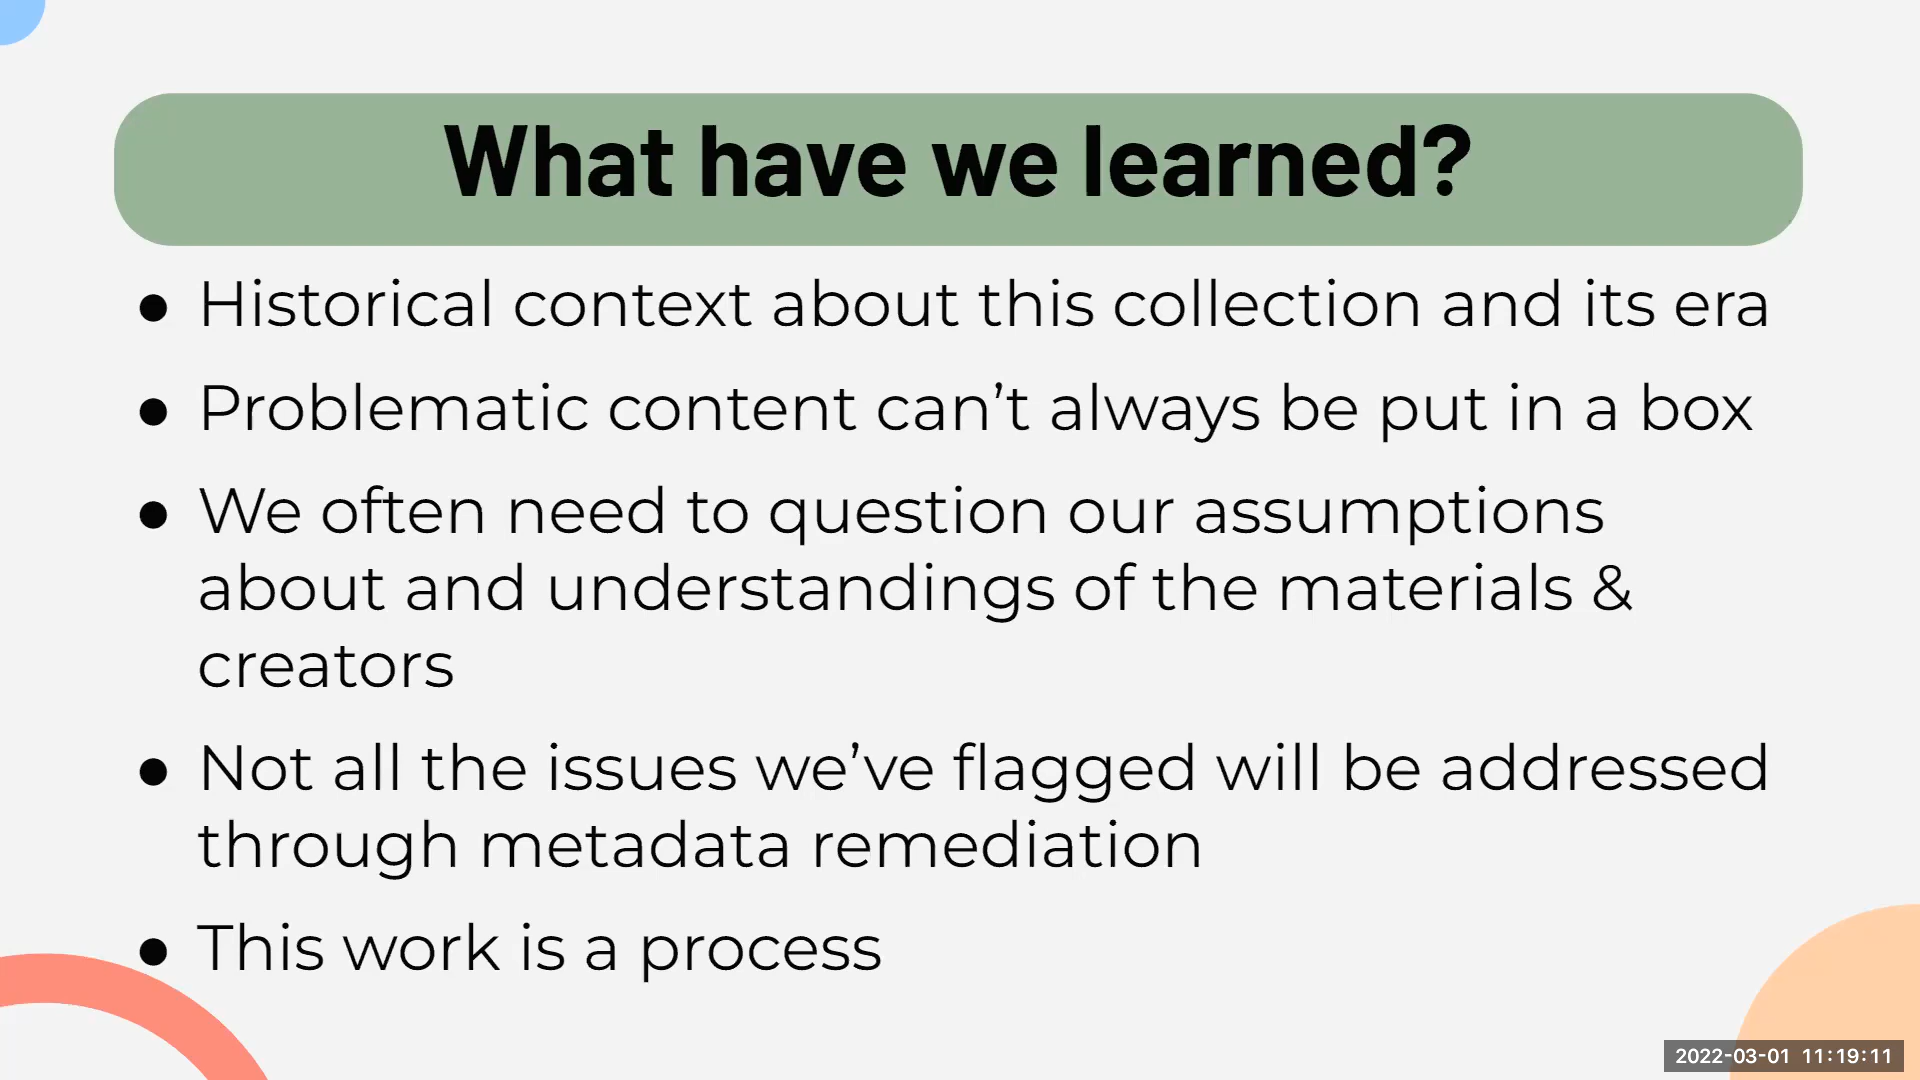 What have we learned?
● Historical context about this collection and its era
● Problematic content can’t always be put in a box
● We often need to question our assumptions
about and understandings of the materials &
creators
● Not all the issues we’ve flagged will be addressed
through metadata remediation
● This work is a process
2022-03-01 11:19:11